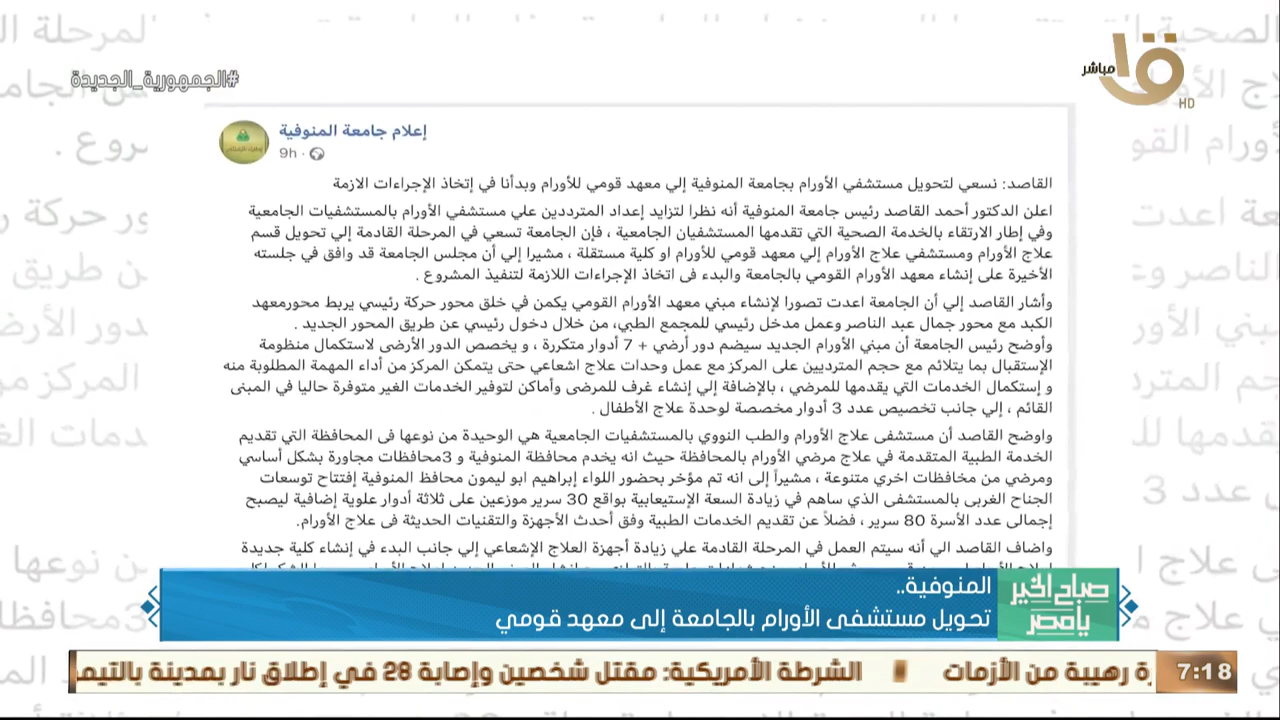 #الجمهورية_الجديدة
مباشر
HD
إعلام جامعة المنوفية
9h ·
القاصد: نسعي لتحويل مستشفي الأورام بجامعة المنوفية إلي معهد قومي للأورام وبدأنا في إتخاذ الإجراءات الازمة
اعلن الدكتور أحمد القاصد رئيس جامعة المنوفية أنه نظرا لتزايد إعداد المترددين علي مستشفي الأورام بالمستشفيات الجامعية
وفي إطار الارتقاء بالخدمة الصحية التي تقدمها المستشفيان الجامعية ، فإن الجامعة تسعي في المرحلة القادمة إلي تحويل قسم
علاج الأورام ومستشفي علاج الأورام إلي معهد قومي للأورام او كلية مستقلة ، مشيرا إلي أن مجلس الجامعة قد وافق في جلسته
الأخيرة على إنشاء معهد الأورام القومي بالجامعة والبدء فى اتخاذ الإجراءات اللازمة لتنفيذ المشروع .
وأشار القاصد إلي أن الجامعة اعدت تصورا لإنشاء مبني معهد الأورام القومي يكمن في خلق محور حركة رئيسي يربط محورمعهد
الكبد مع محور جمال عبد الناصر وعمل مدخل رئيسي للمجمع الطبي، من خلال دخول رئيسي عن طريق المحور الجديد .
وأوضح رئيس الجامعة أن مبني الأورام الجديد سيضم دور أرضي + 7 أدوار متكررة ، و يخصص الدور الأرضى لاستكمال منظومة
الإستقبال بما يتلائم مع حجم المترديين على المركز مع عمل وحدات علاج اشعاعي حتى يتمكن المركز من أداء المهمة المطلوبة منه
و إستكمال الخدمات التي يقدمها للمرضي ، بالإضافة إلي إنشاء غرف للمرضى وأماكن لتوفير الخدمات الغير متوفرة حاليا في المبنى
القائم ، إلي جانب تخصيص عدد 3 أدوار مخصصة لوحدة علاج الأطفال .
واوضح القاصد أن مستشفى علاج الأورام والطب النووي بالمستشفيات الجامعية هي الوحيدة من نوعها فى المحافظة التي تقديم
الخدمة الطبية المتقدمة في علاج مرضي الأورام بالمحافظة حيث انه يخدم محافظة المنوفية و 3محافظات مجاورة بشكل أساسي
ومرضي من مخافظات اخري متنوعة ، مشيراً إلى انه تم مؤخر بحضور اللواء إبراهيم ابو ليمون محافظ المنوفية إفتتاح توسعات
الجناح الغربى بالمستشفى الذي ساهم في زيادة السعة الإستيعابية بواقع 30 سرير موزعين على ثلاثة أدوار علوية إضافية ليصبح
إجمالى عدد الأسرة 80 سرير ، فضلاً عن تقديم الخدمات الطبية وفق أحدث الأجهزة والتقنيات الحديثة فى علاج الأورام.
واضاف القاصد الي أنه سيتم العمل في المرحلة القادمة علي زيادة أجهزة العلاج الإشعاعي إلي جانب البدء في إنشاء كلية جديدة
صباح الخير
يا مصر
المنوفية..
تحويل مستشفى الأورام بالجامعة إلى معهد قومي
7:18
ة رهيبة من الأزمات
الشرطة الأمريكية: مقتل شخصين وإصابة 28 في إطلاق نار بمدينة بالتيم